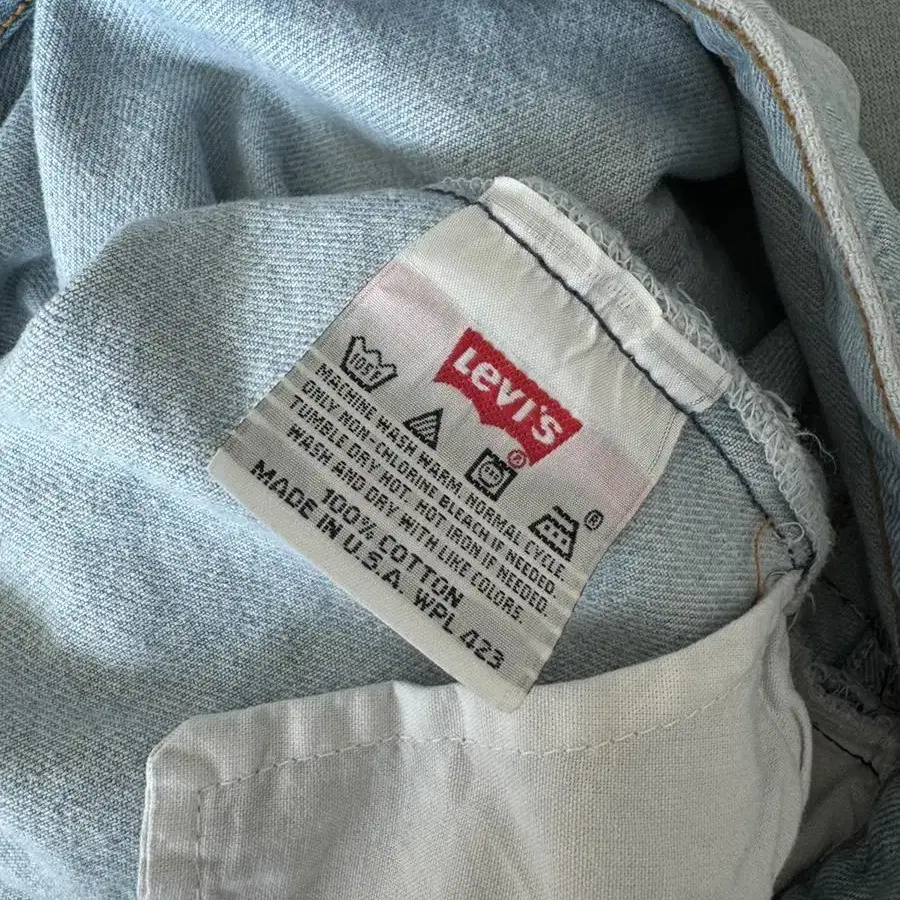 Levi's
®
105F
MACHINE WASH WARM, NORMAL CYCLE.
ONLY NON-CHLORINE BLEACH IF NEEDED.
TUMBLE DRY HOT. HOT IRON IF NEEDED.
WASH AND DRY WITH LIKE COLORS.
®
100% COTTON
MADE IN U.S.A. WPL 423